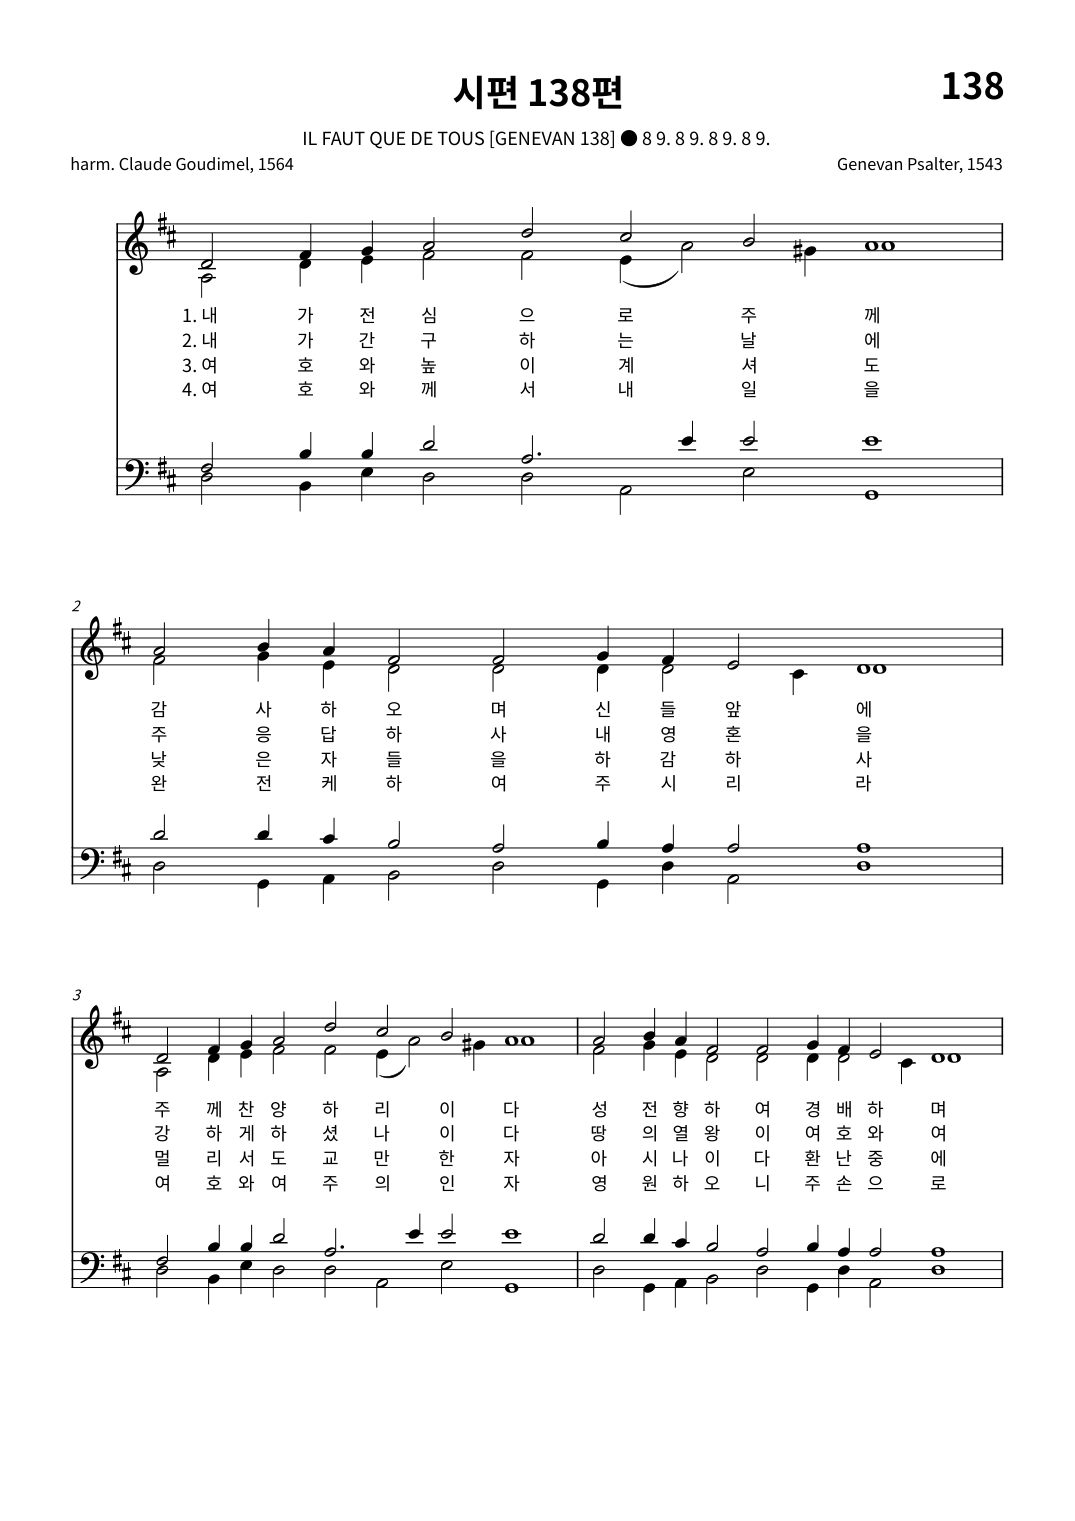 시편 138편
138
IL FAUT QUE DE TOUS [GENEVAN 138] ● 8 9. 8 9. 8 9. 8 9.
harm. Claude Goudimel, 1564
Genevan Psalter, 1543
1. 내 가 전 심 으 로 주 께
2. 내 가 간 구 하 는 날 에
3. 여 호 와 높 이 계 셔 도
4. 여 호 와 께 서 내 일 을
2
감 사 하 오 며 신 들 앞 에
주 응 답 하 사 내 영 혼 을
낮 은 자 들 을 하 감 하 사
완 전 케 하 여 주 시 리 라
3
주 께 찬 양 하 리 이 다 성 전 향 하 여 경 배 하 며
강 하 게 하 셨 나 이 다 땅 의 열 왕 이 여 호 와 여
멀 리 서 도 교 만 한 자 아 시 나 이 다 환 난 중 에
여 호 와 여 주 의 인 자 영 원 하 오 니 주 손 으 로